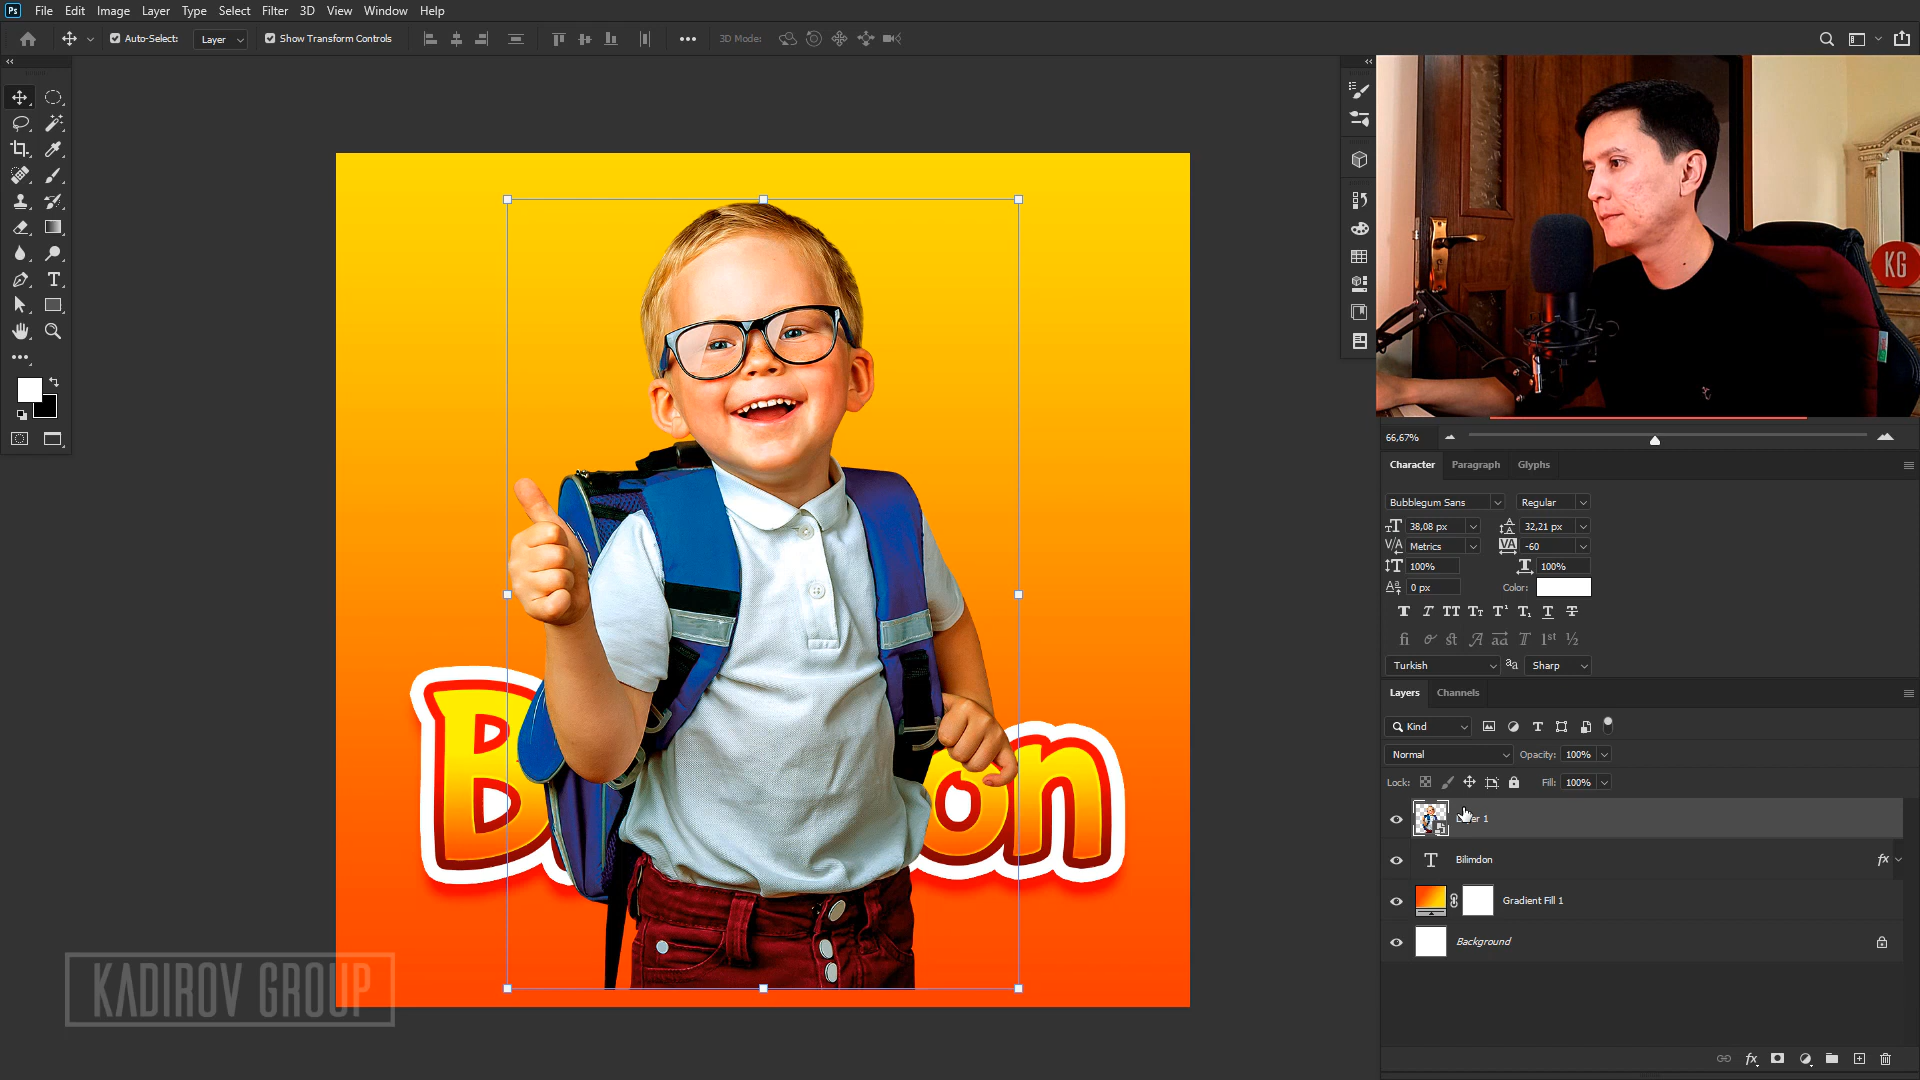 Ps File Edit Image Layer Type Select Filter 3D View Window Help
Auto-Select: Layer Show Transform Controls 3D Mode:
KG
66,67%
Character Paragraph Glyphs
Bubblegum Sans Regular
38,08 px 32,21 px
Metrics -60
100% 100%
0 px Color:
Turkish Sharp
Layers Channels
Kind
Normal Opacity: 100%
Lock: Fill: 100%
Bilimdon
Gradient Fill 1
Background
B on
KADIROV GROUP